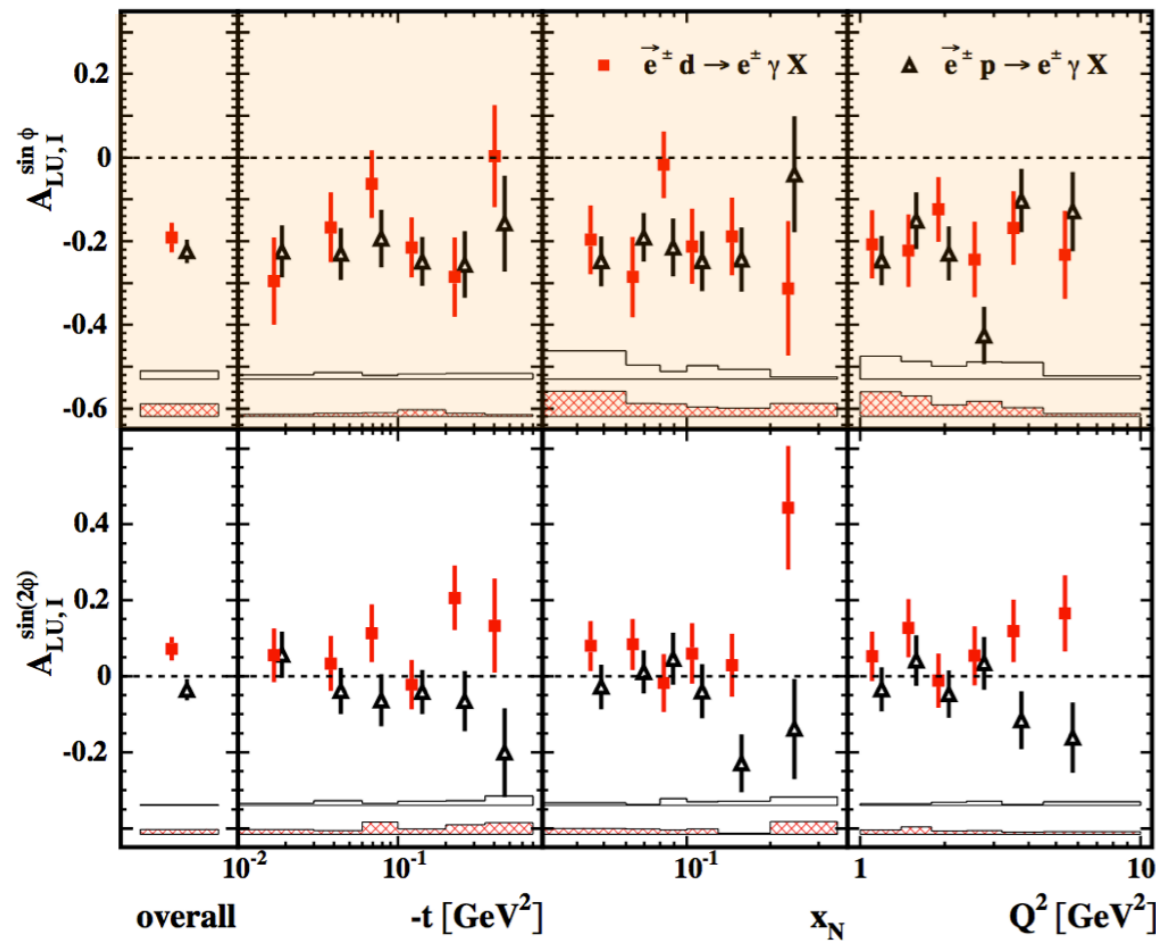 e± d → e± γ X
e± p → e± γ X
A_LU, I^sin ϕ
0.2
0
-0.2
-0.4
-0.6
A_LU, I^sin(2ϕ)
0.4
0.2
0
-0.2
10^-2
10^-1
10^-1
1
10
overall
-t [GeV^2]
x_N
Q^2 [GeV^2]